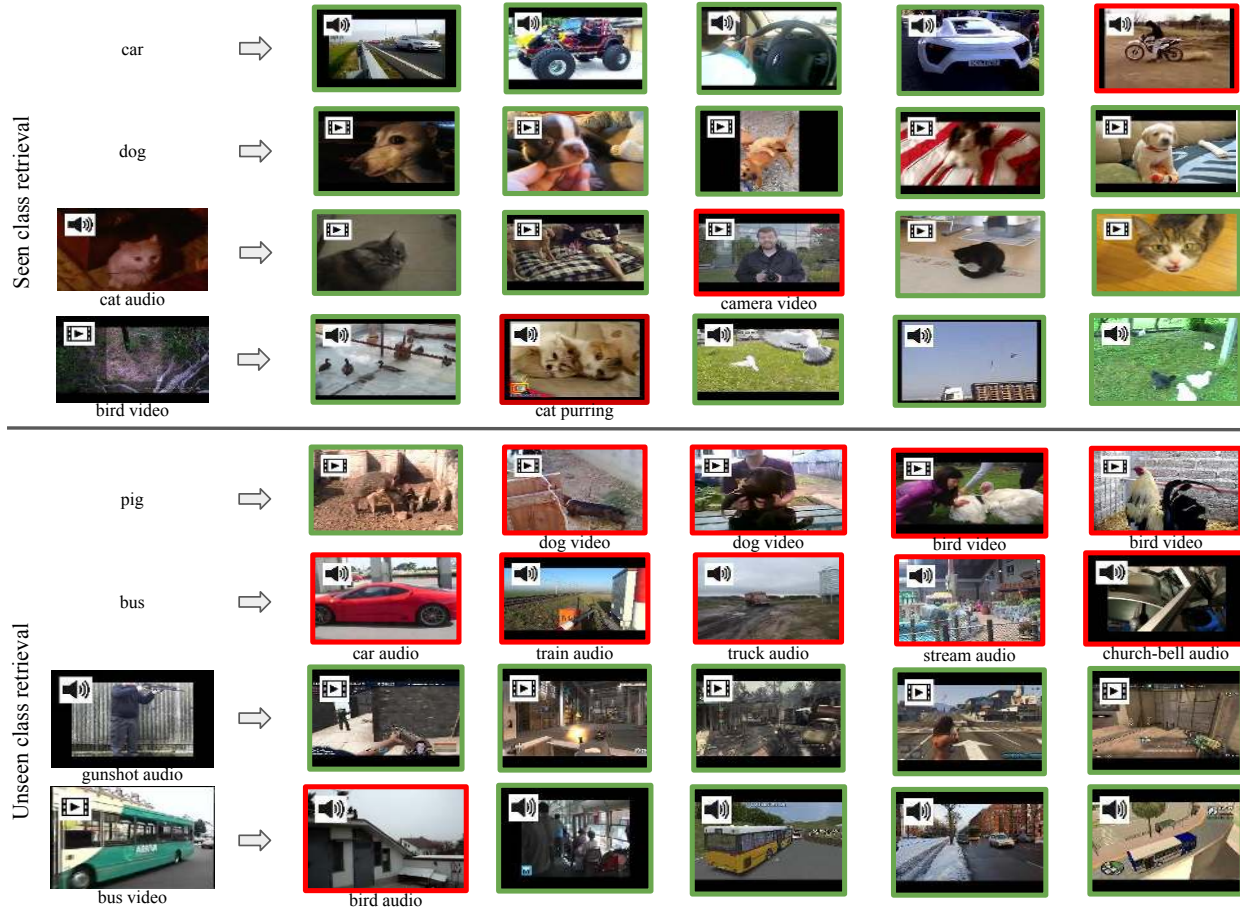 Seen class retrieval
car
dog
cat audio
camera video
bird video
cat purring
Unseen class retrieval
pig
dog video
dog video
bird video
bird video
bus
car audio
train audio
truck audio
stream audio
church-bell audio
gunshot audio
ARRIVA
bus video
bird audio